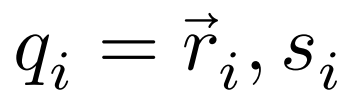 $q_i = \vec{r}_i, s_i$